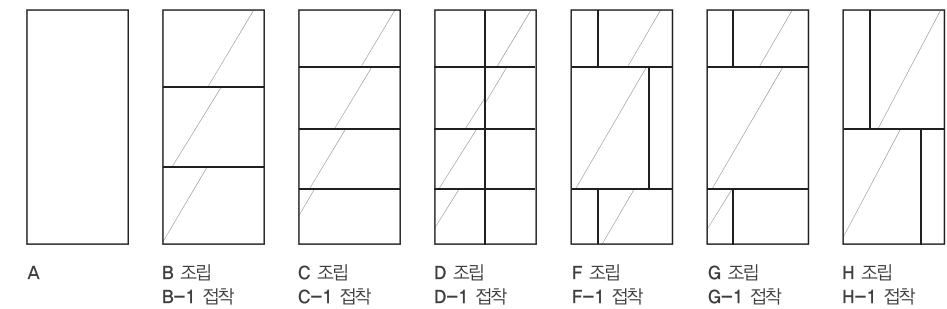 A
B 조립
B-1 접착
C 조립
C-1 접착
D 조립
D-1 접착
F 조립
F-1 접착
G 조립
G-1 접착
H 조립
H-1 접착